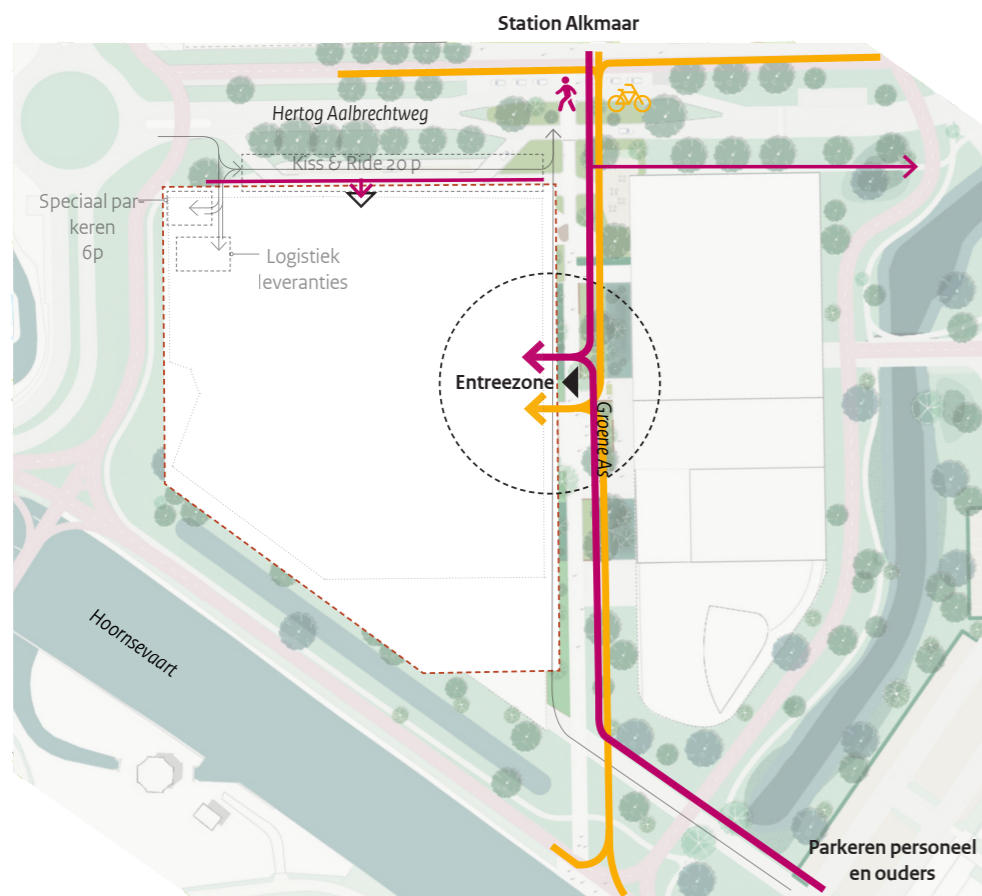 Station Alkmaar
Hertog Aalbrechtweg
Kiss & Ride 20 p
Speciaal par-
keren
6p
Logistiek
leveranties
Entreezone
Groene As
Hoornsevaart
Parkeren personeel
en ouders